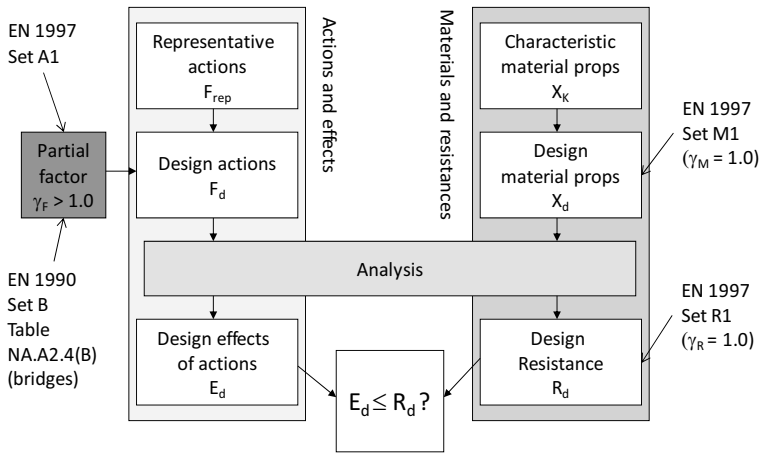 EN 1997
Set A1
Partial
factor
γF > 1.0
EN 1990
Set B
Table
NA.A2.4(B)
(bridges)
Representative
actions
Frep
Design actions
Fd
Actions and effects
Materials and resistances
Characteristic
material props
XK
Design
material props
Xd
EN 1997
Set M1
(γM = 1.0)
Analysis
Design effects
of actions
Ed
Ed ≤ Rd ?
Design
Resistance
Rd
EN 1997
Set R1
(γR = 1.0)